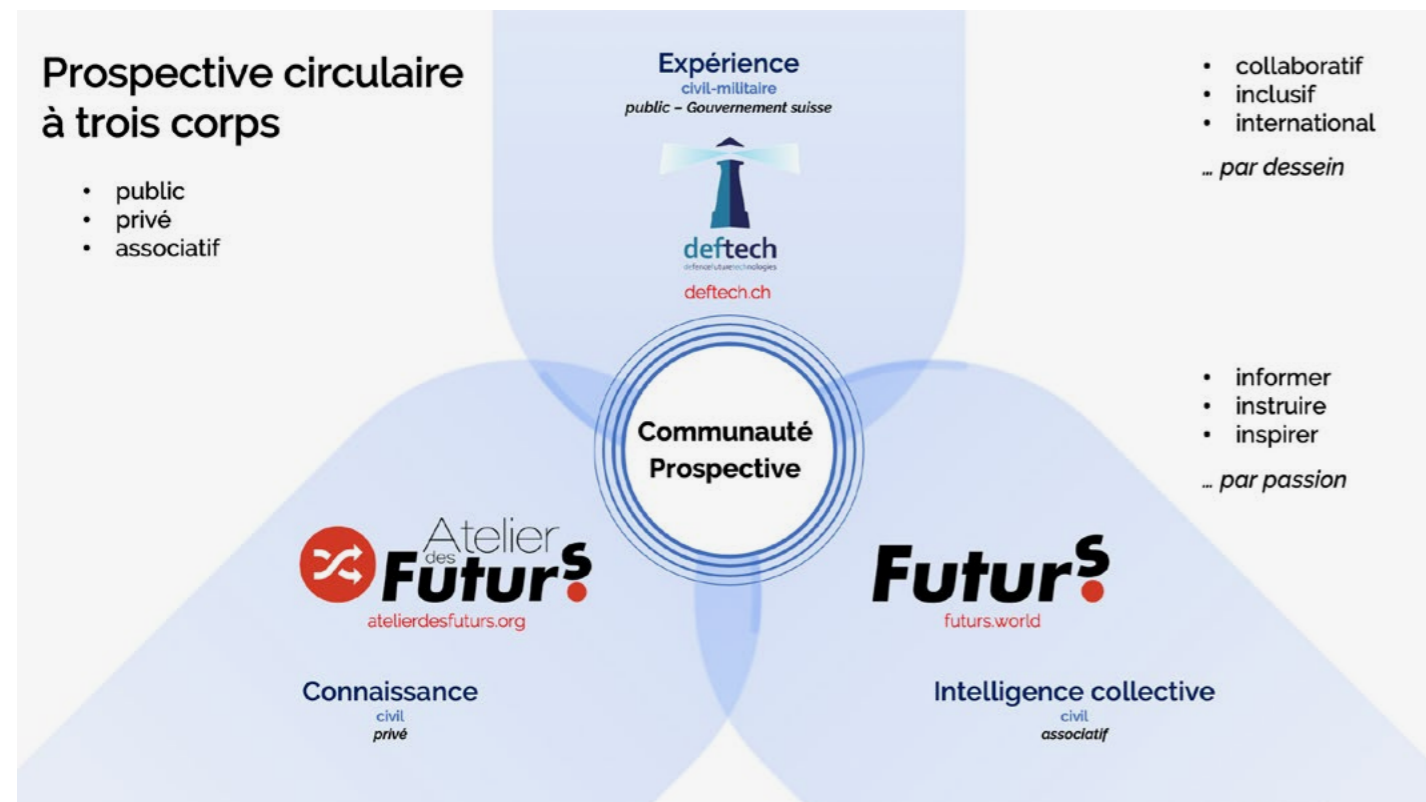 Prospective circulaire
à trois corps
• public
• privé
• associatif
Expérience
civil-militaire
public – Gouvernement suisse
deftech
defencefuturetechnologies
deftech.ch
• collaboratif
• inclusif
• international
... par dessein
• informer
• instruire
• inspirer
... par passion
Communauté
Prospective
Atelier
des
Futurs
atelierdesfuturs.org
Connaissance
civil
privé
Futurs
futurs.world
Intelligence collective
civil
associatif